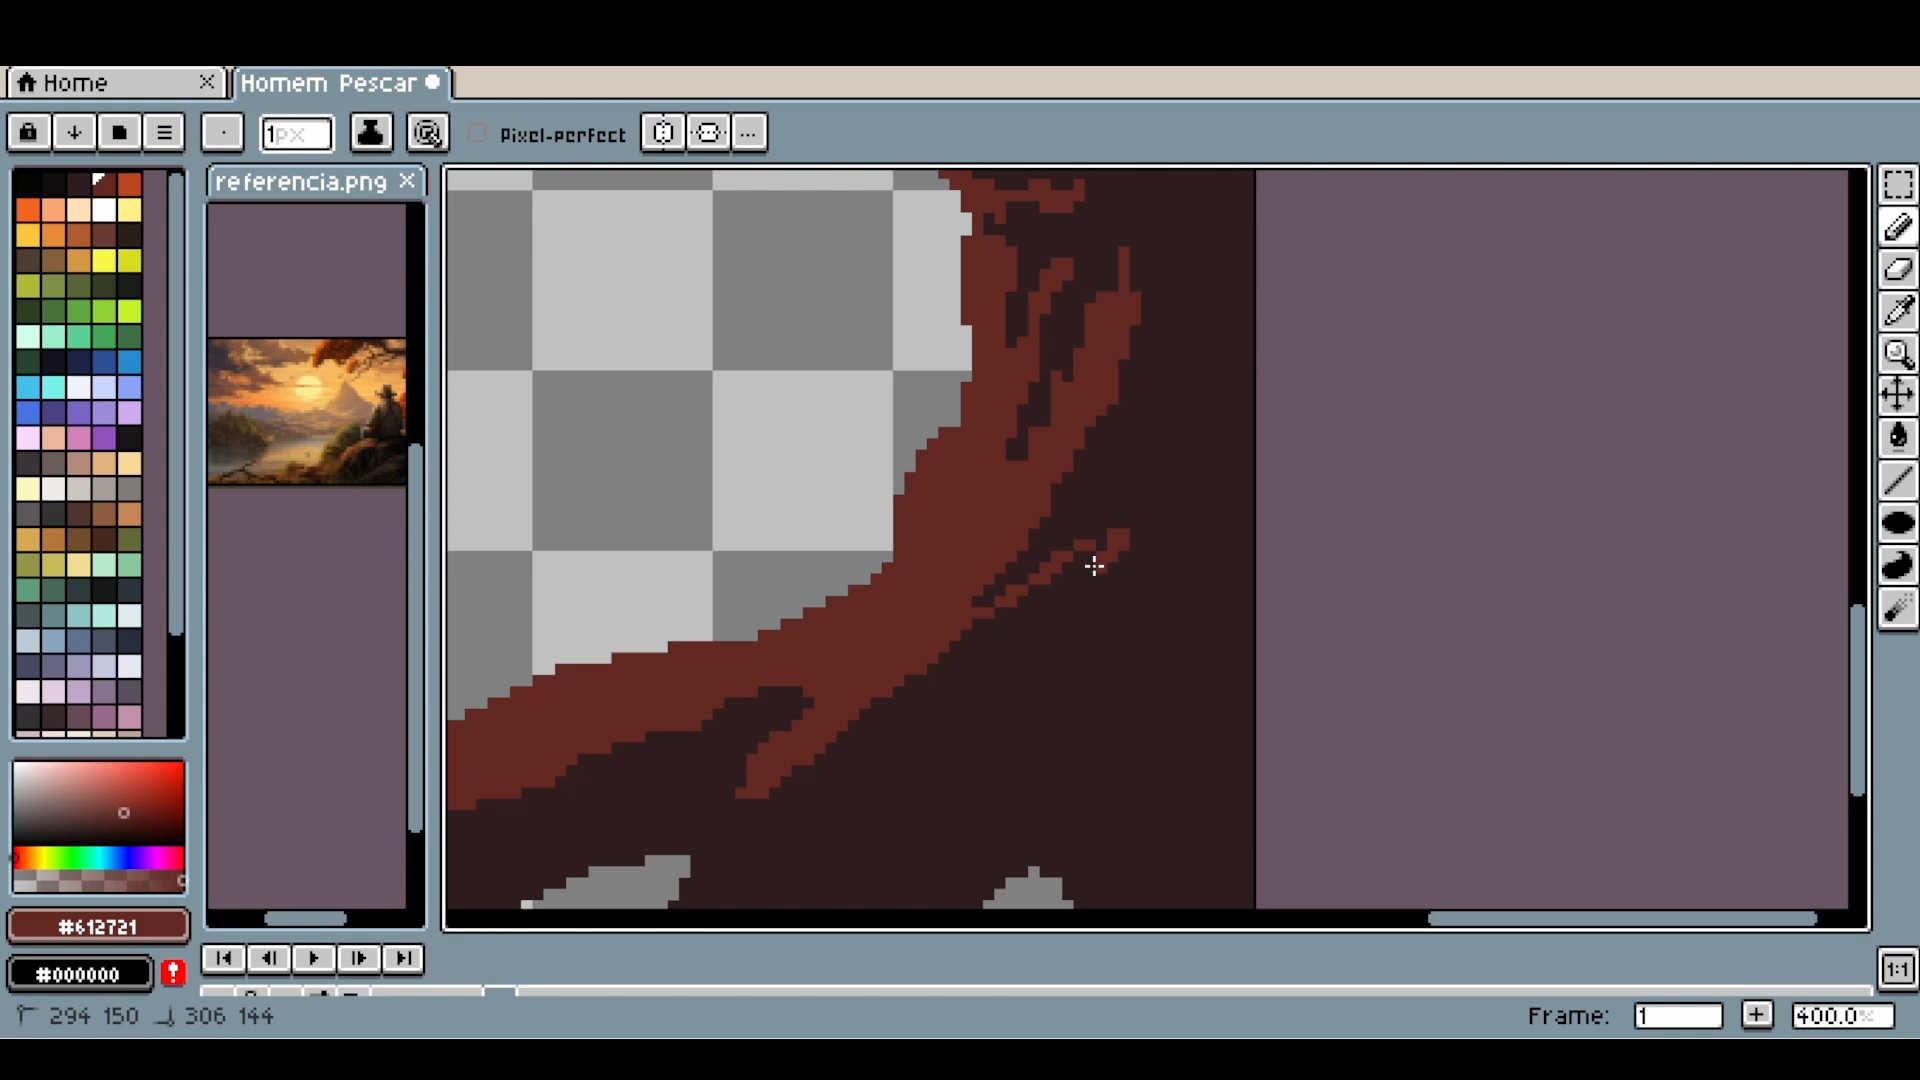 Home
Homem Pescar
1px
Pixel-perfect
...
referencia.png
#612721
#000000
!
1:1
294 150 306 144
Frame: 1
+
400.0%